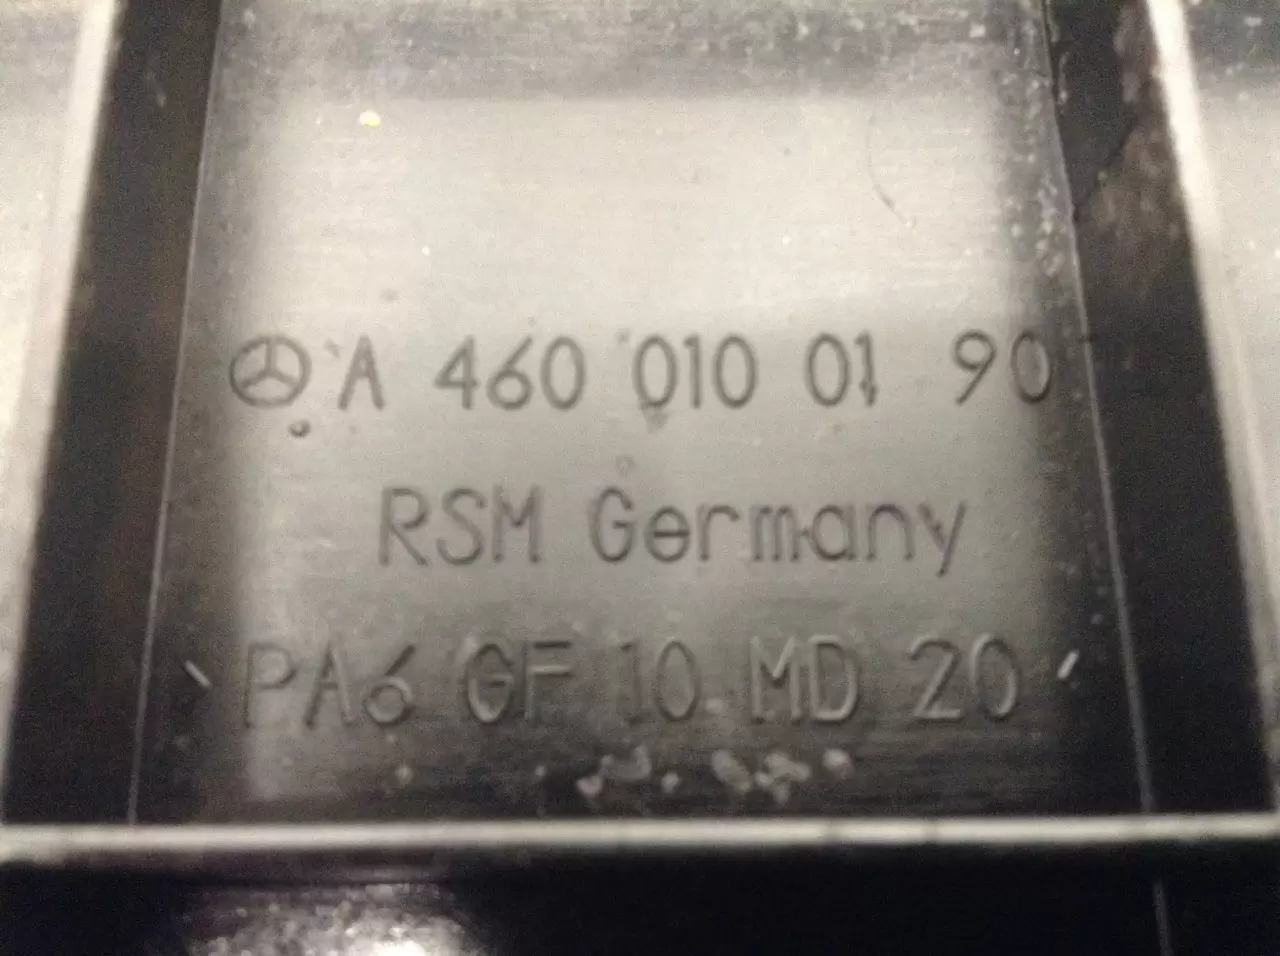 A 460 010 01 90
RSM Germany
>PA6 GF 10 MD 20<